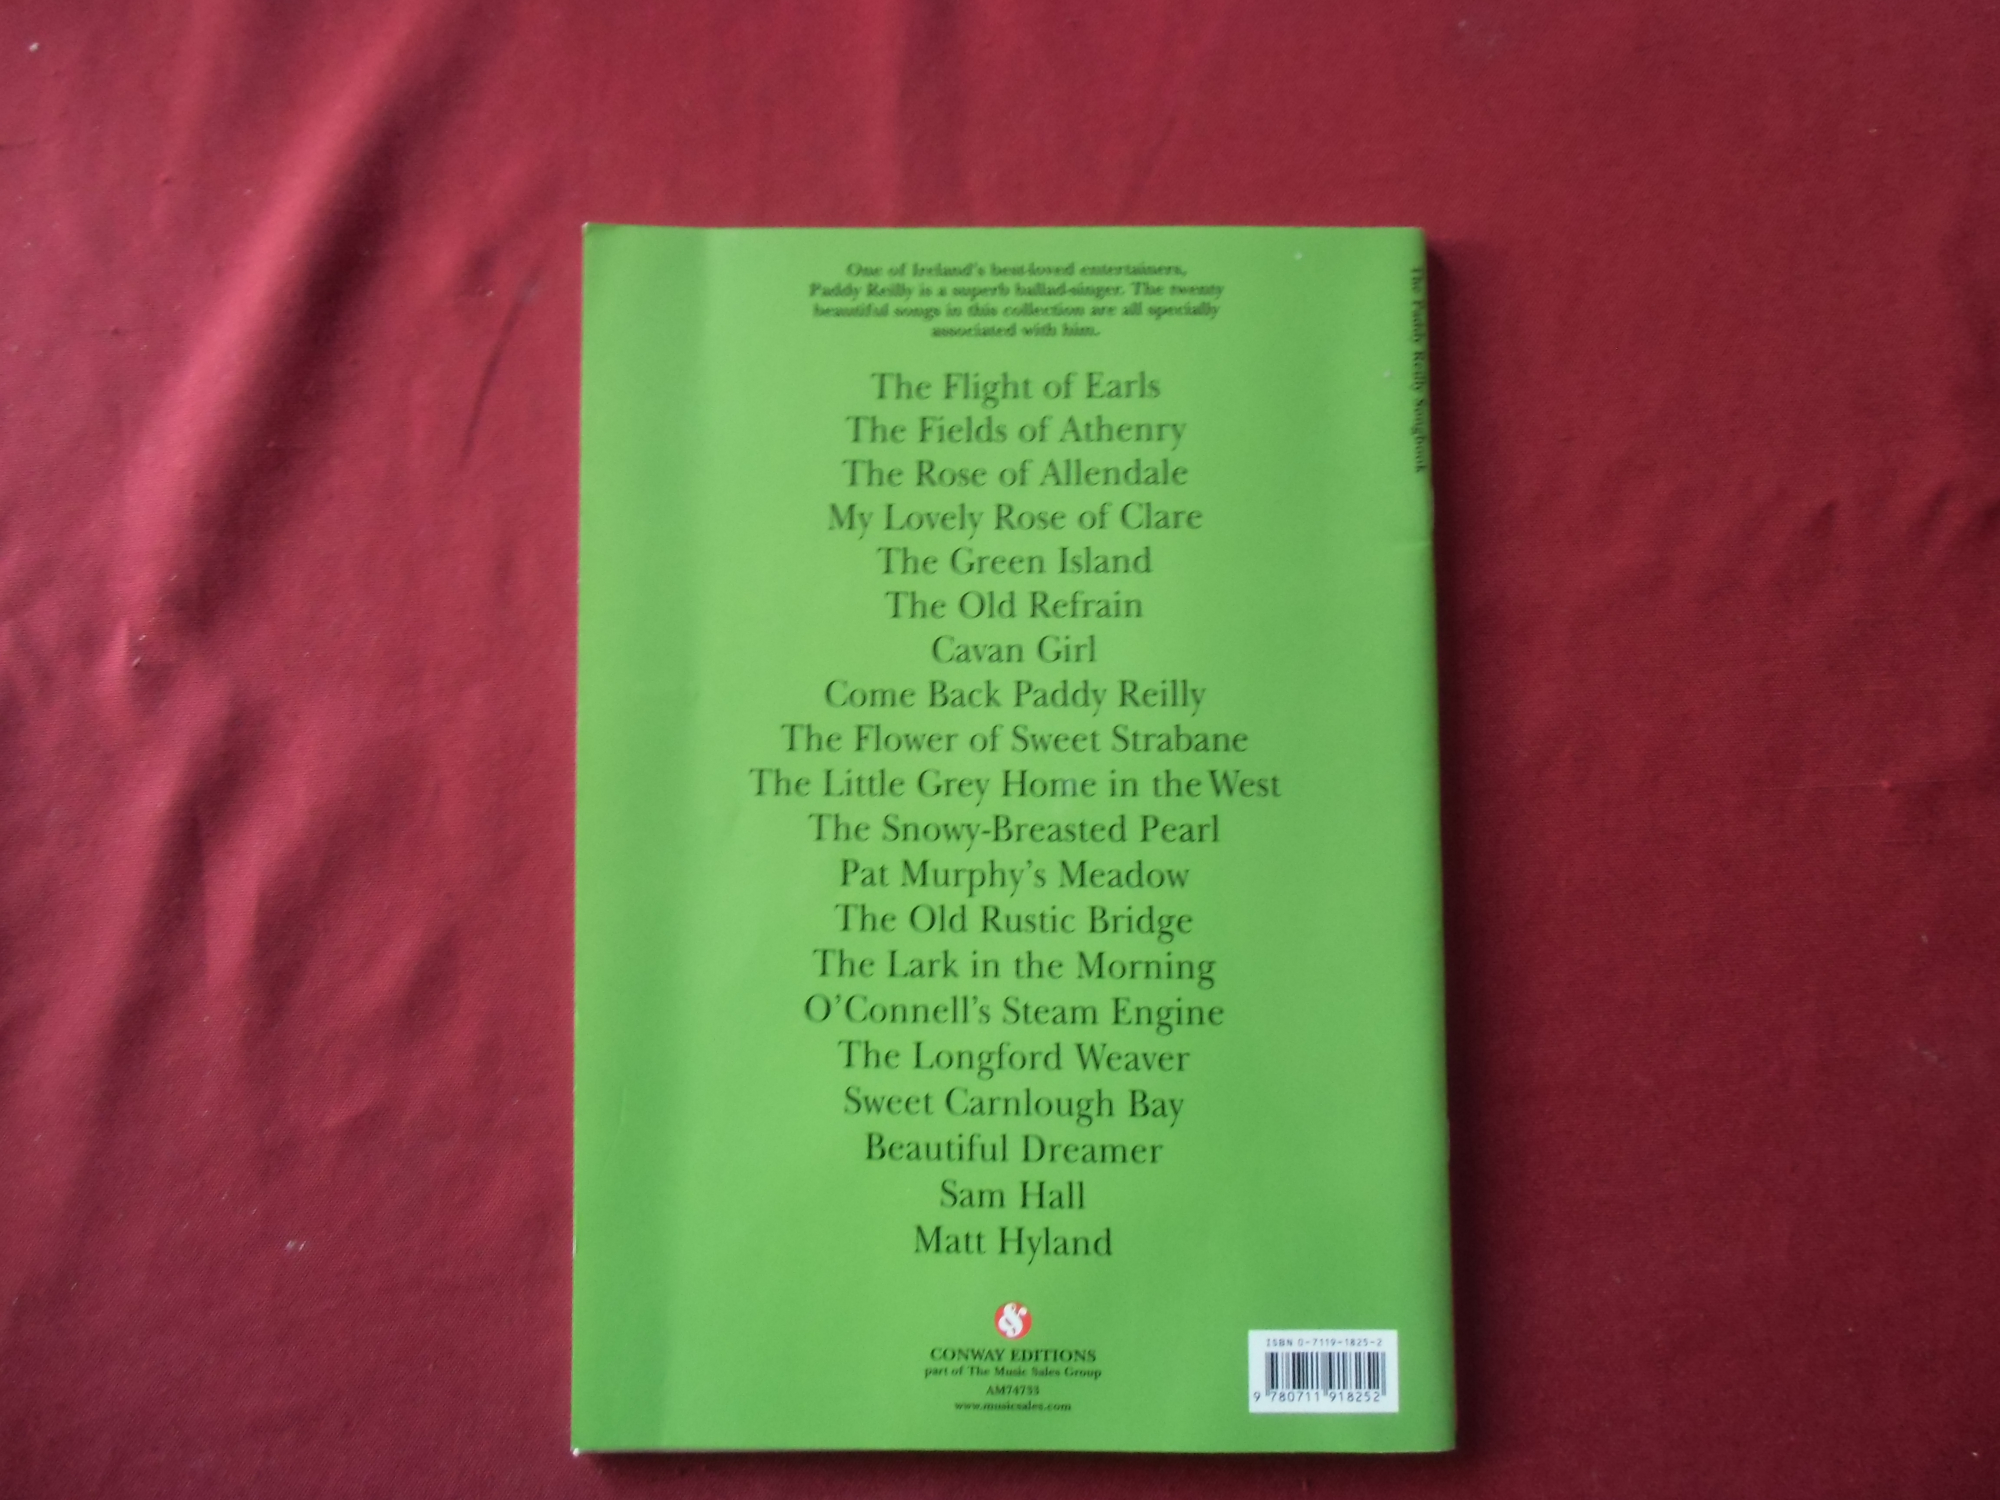 One of Ireland's best-loved entertainers,
Paddy Reilly is a superb ballad-singer. The twenty
beautiful songs in this collection are all specially
associated with him.
The Flight of Earls
The Fields of Athenry
The Rose of Allendale
My Lovely Rose of Clare
The Green Island
The Old Refrain
Cavan Girl
Come Back Paddy Reilly
The Flower of Sweet Strabane
The Little Grey Home in the West
The Snowy-Breasted Pearl
Pat Murphy's Meadow
The Old Rustic Bridge
The Lark in the Morning
O'Connell's Steam Engine
The Longford Weaver
Sweet Carnlough Bay
Beautiful Dreamer
Sam Hall
Matt Hyland
&
CONWAY EDITIONS
part of The Music Sales Group
AM74753
www.musicsales.com
ISBN 0-7119-1825-2
9 780711 918252
The Paddy Reilly Songbook